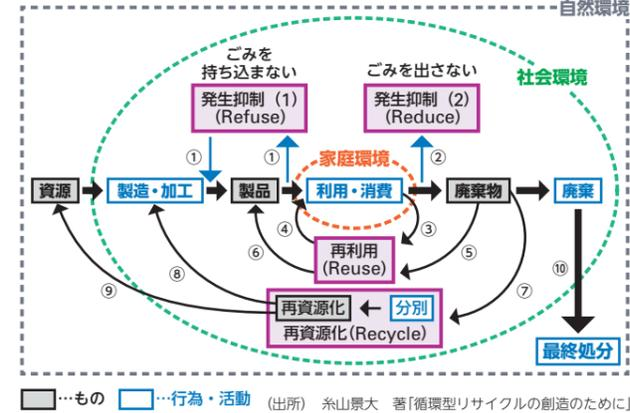 自然環境
社会環境
ごみを
持ち込まない
ごみを出さない
発生抑制（1）
(Refuse)
発生抑制（2）
(Reduce)
①
①
②
家庭環境
資源
製造・加工
製品
利用・消費
廃棄物
廃棄
④
③
⑥
⑤
再利用
(Reuse)
⑧
⑨
⑦
⑩
再資源化
分別
再資源化(Recycle)
最終処分
…もの
…行為・活動
（出所）　糸山景大　著「循環型リサイクルの創造のために」